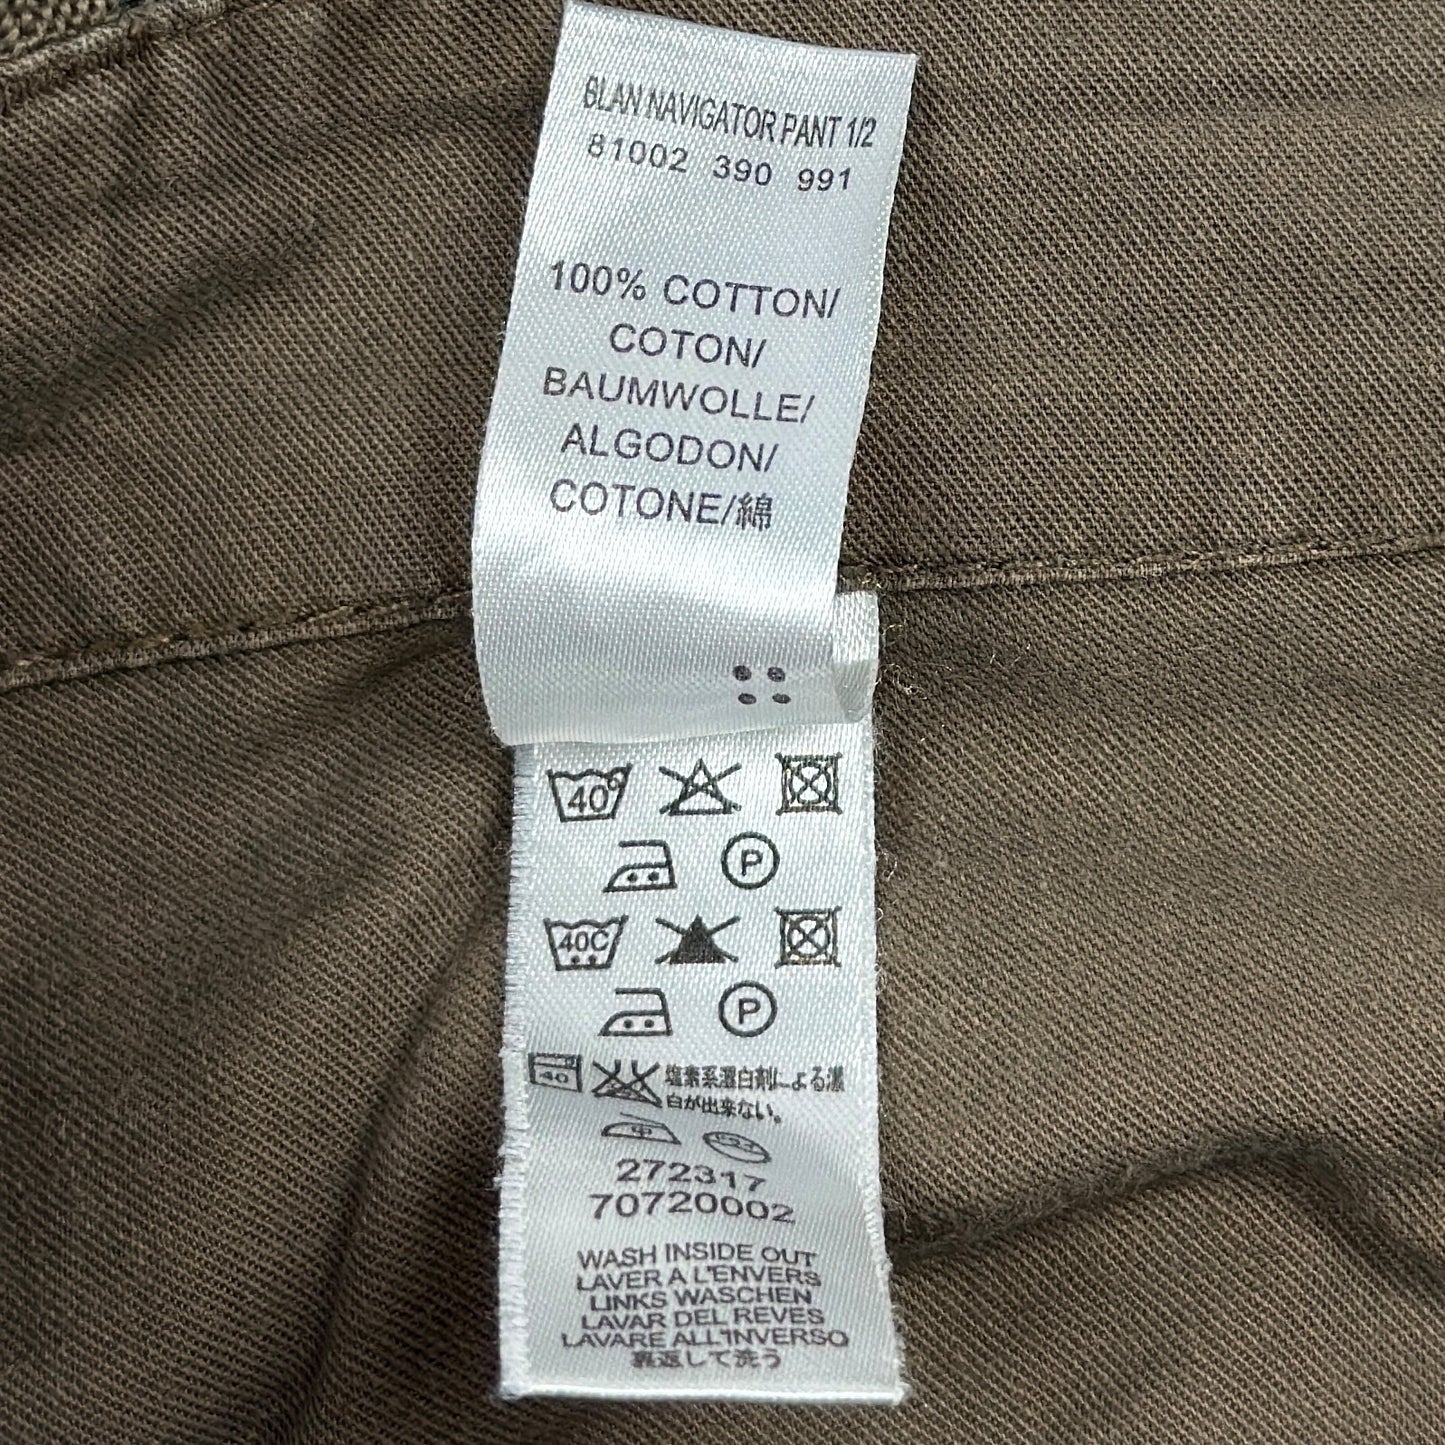 BLAN NAVIGATOR PANT 1/2
81002 390 991
100% COTTON/
COTON/
BAUMWOLLE/
ALGODON/
COTONE/綿
40°
P
40C
P
40 塩素系漂白剤による漂
白が出来ない。
中
272317
70720002
WASH INSIDE OUT
LAVER A L'ENVERS
LINKS WASCHEN
LAVAR DEL REVES
LAVARE ALL'INVERSO
裏返して洗う